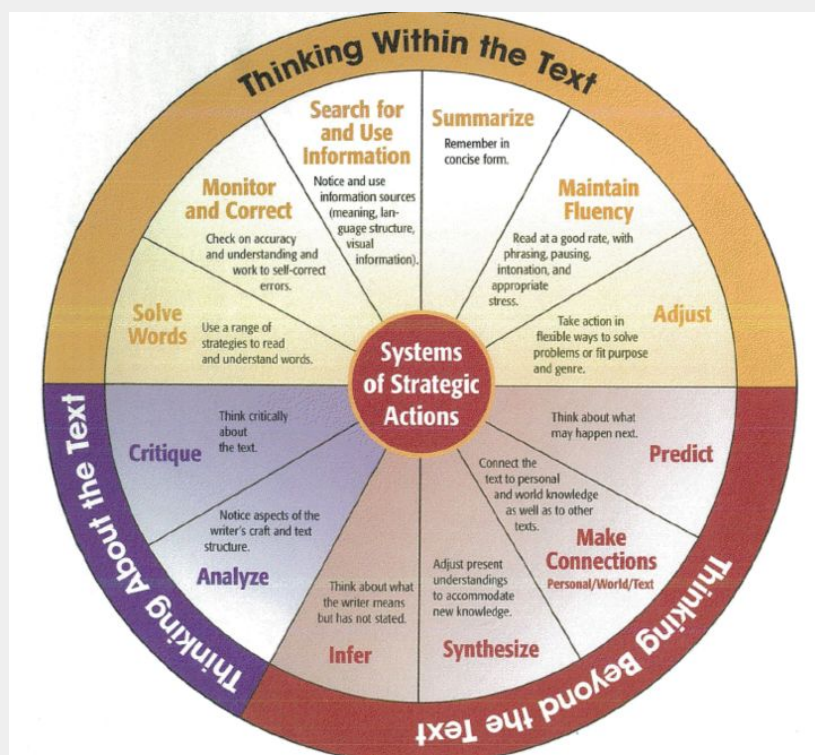 Thinking Within the Text
Search for
and Use
Information
Notice and use
information sources
(meaning, lan-
guage structure,
visual
information).
Summarize
Remember in
concise form.
Monitor
and Correct
Check on accuracy
and understanding and
work to self-correct
errors.
Maintain
Fluency
Read at a good rate, with
phrasing, pausing,
intonation, and
appropriate
stress.
Solve
Words
Use a range of
strategies to read
and understand words.
Adjust
Take action in
flexible ways to solve
problems or fit purpose
and genre.
Systems
of Strategic
Actions
Thinking About the Text
Critique
Think critically
about
the text.
Analyze
Notice aspects of the
writer's craft and text
structure.
Thinking Beyond the Text
Predict
Think about what
may happen next.
Connect the
text to personal
and world knowledge
as well as to other
texts.
Make
Connections
Personal/World/Text
Adjust present
understandings
to accommodate
new knowledge.
Synthesize
Think about what
the writer means
but has not stated.
Infer